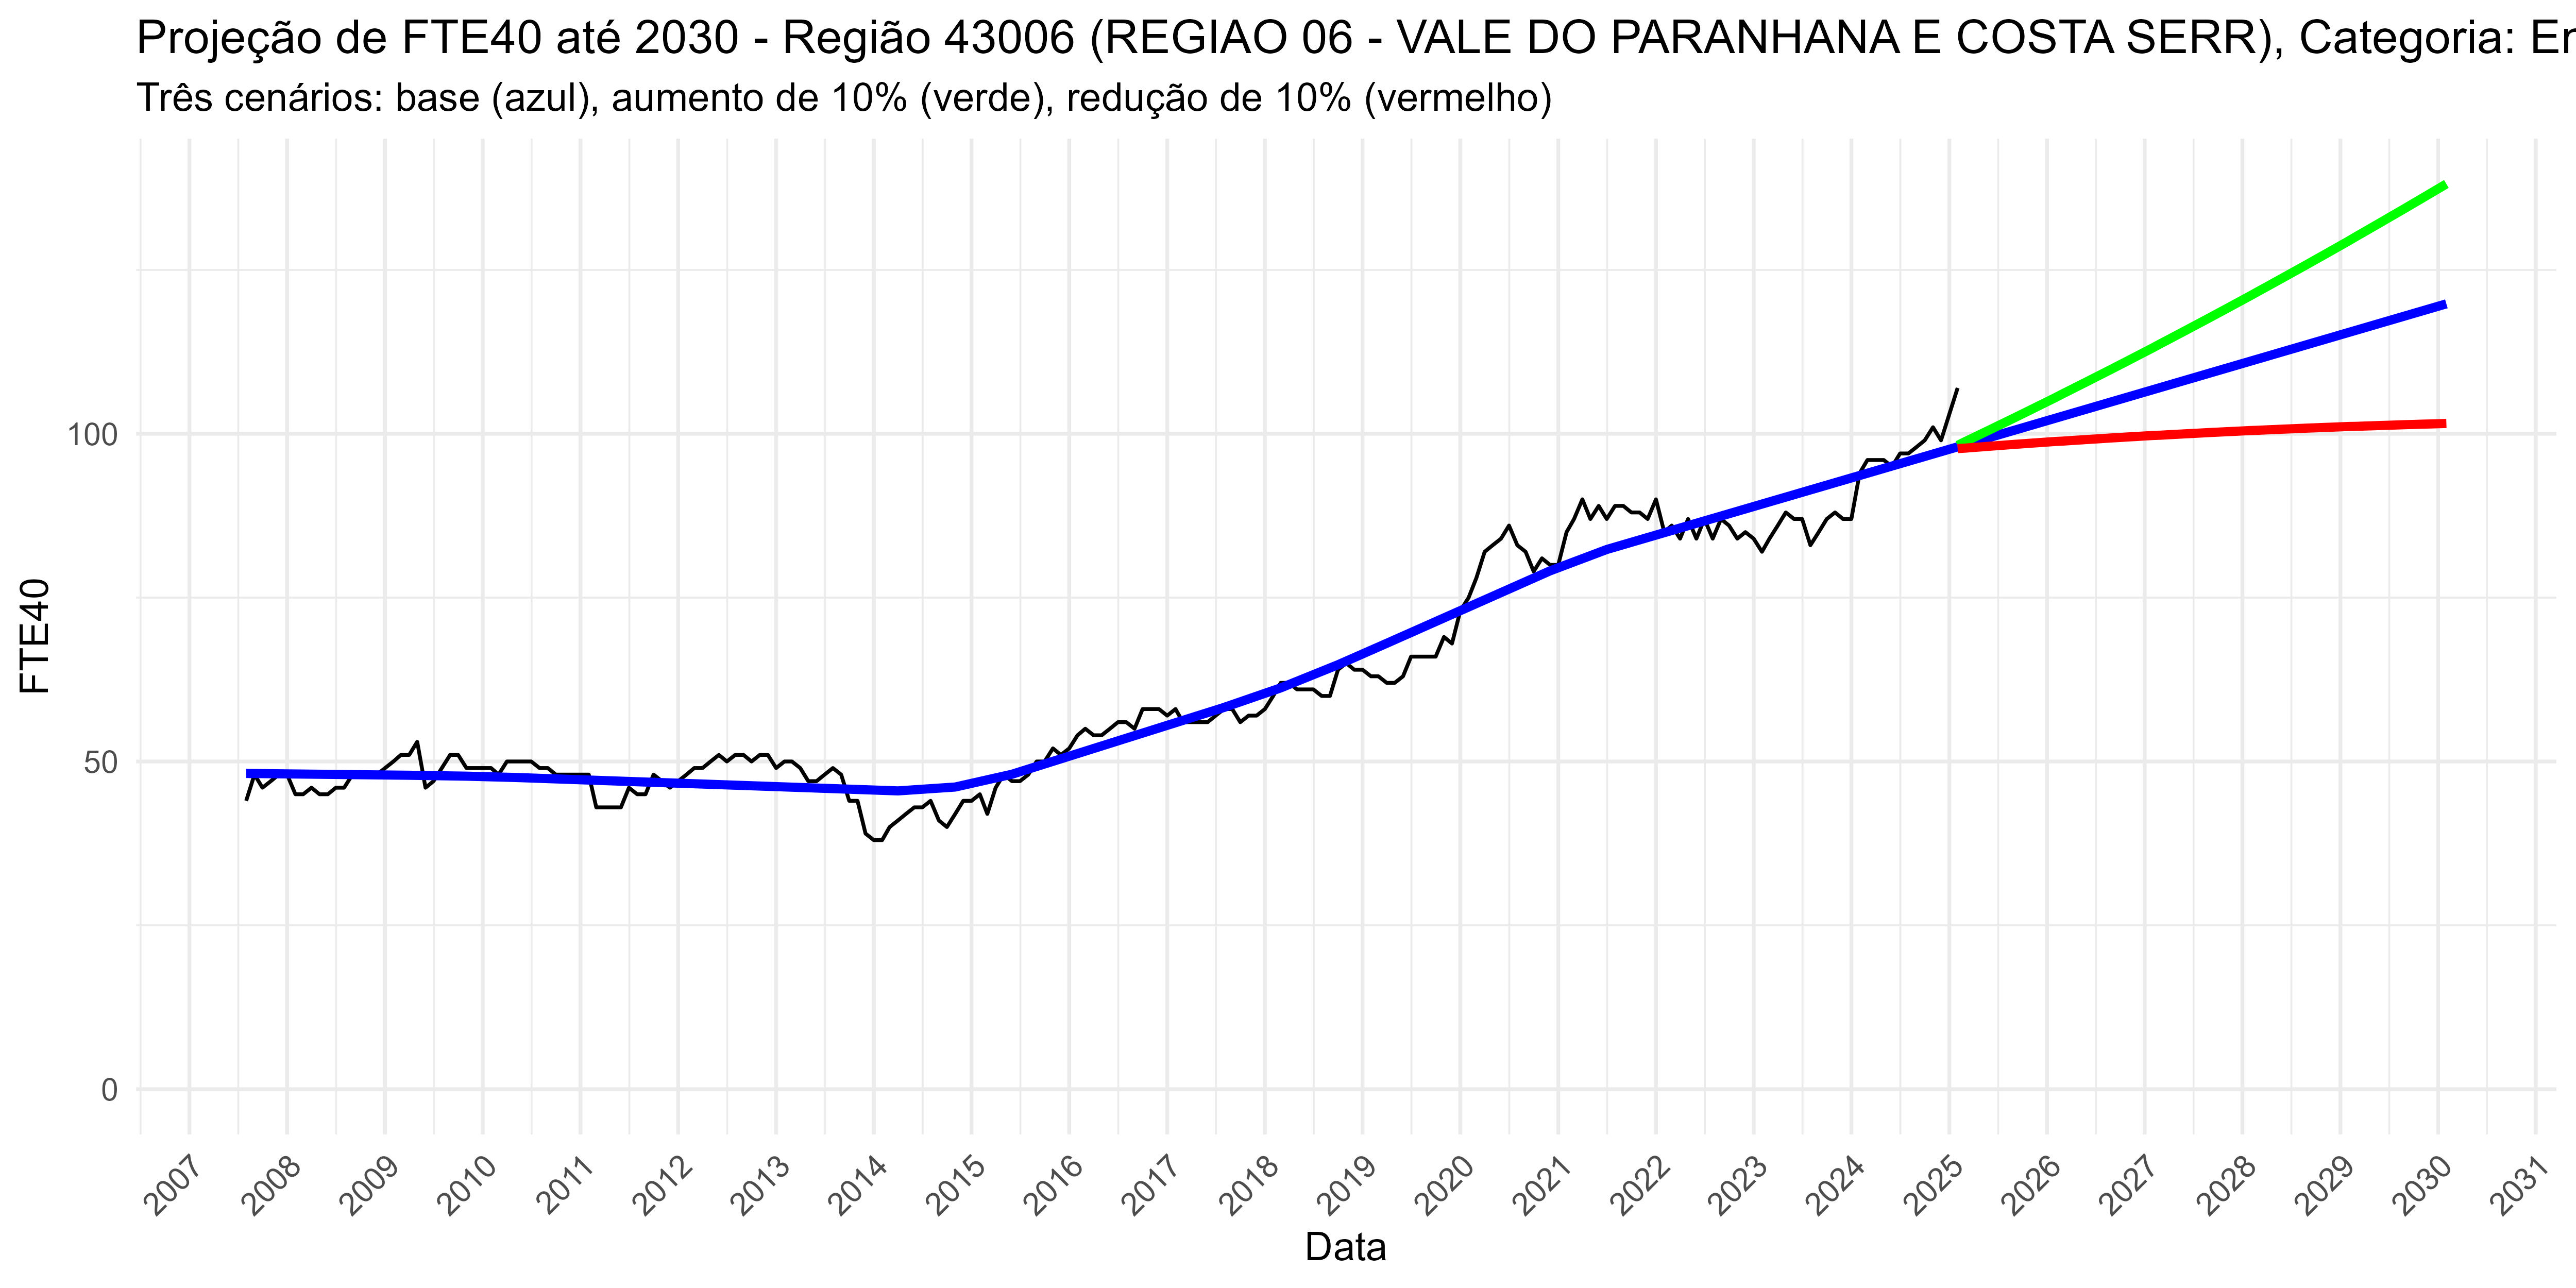 Projeção de FTE40 até 2030 - Região 43006 (REGIAO 06 - VALE DO PARANHANA E COSTA SERR), Categoria:
Três cenários: base (azul), aumento de 10% (verde), redução de 10% (vermelho)
FTE40
100
50
0
2007 2008 2009 2010 2011 2012 2013 2014 2015 2016 2017 2018 2019 2020 2021 2022 2023 2024 2025 2026 2027 2028 2029 2030 2031
Data